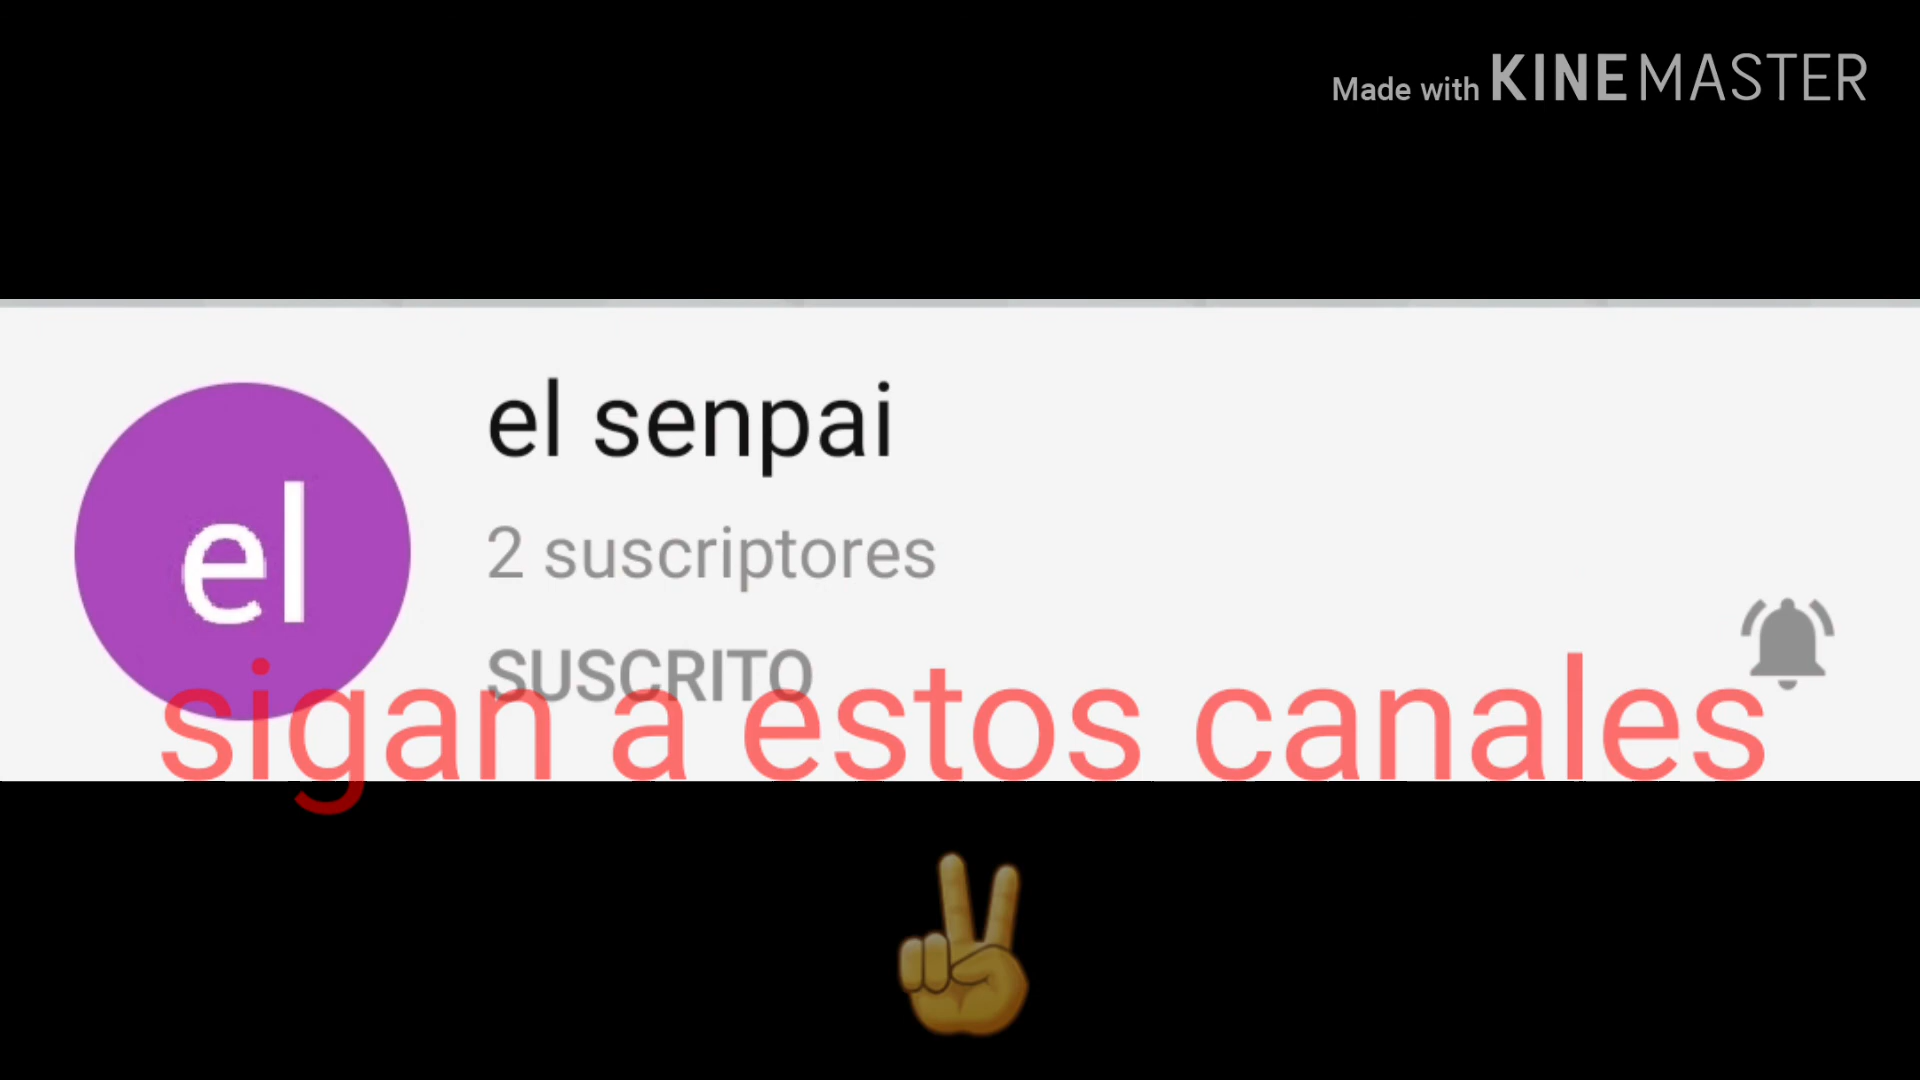 Made with KINEMASTER
el
el senpai
2 suscriptores
SUSCRITO
sigan a estos canales
✌